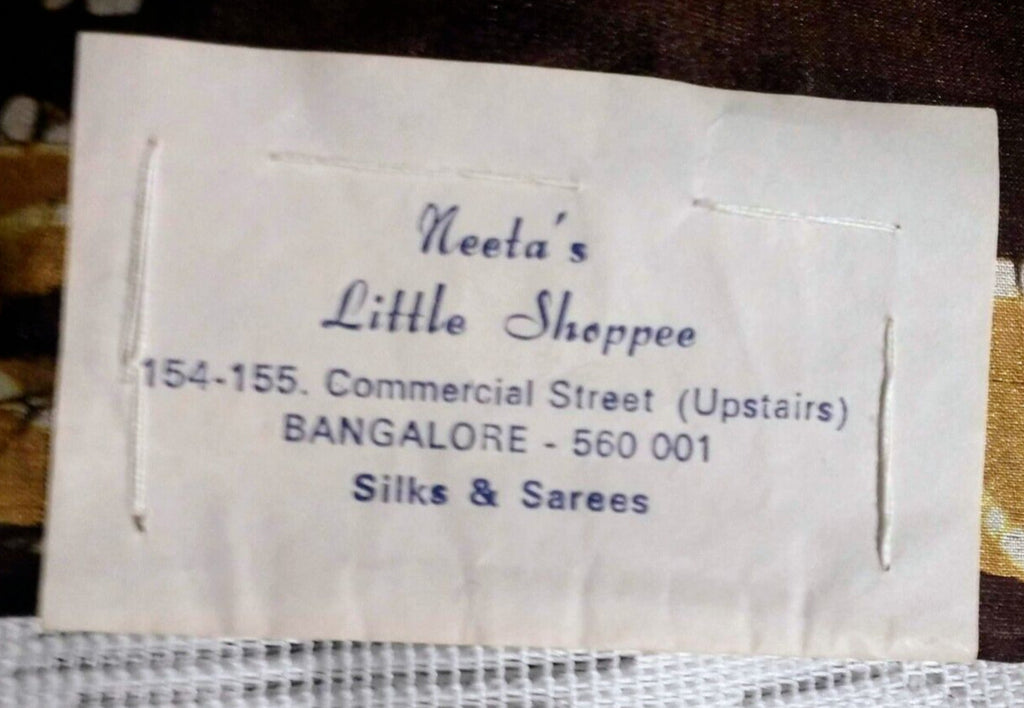 Neeta's
Little Shoppee
154-155. Commercial Street (Upstairs)
BANGALORE - 560 001
Silks & Sarees